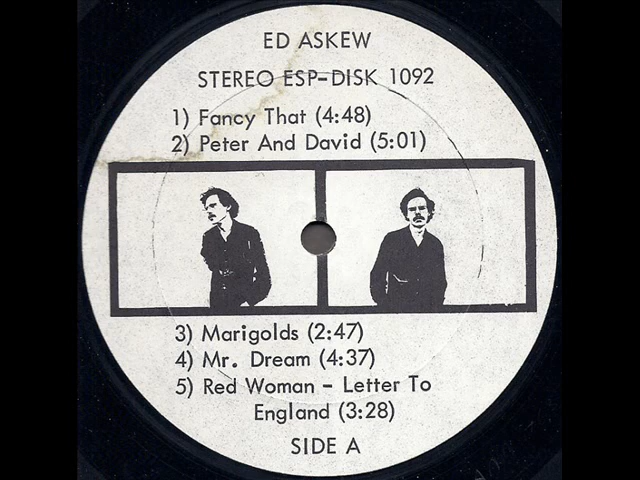 ED ASKEW
STEREO ESP-DISK 1092
1) Fancy That (4:48)
2) Peter And David (5:01)
3) Marigolds (2:47)
4) Mr. Dream (4:37)
5) Red Woman - Letter To
England (3:28)
SIDE A